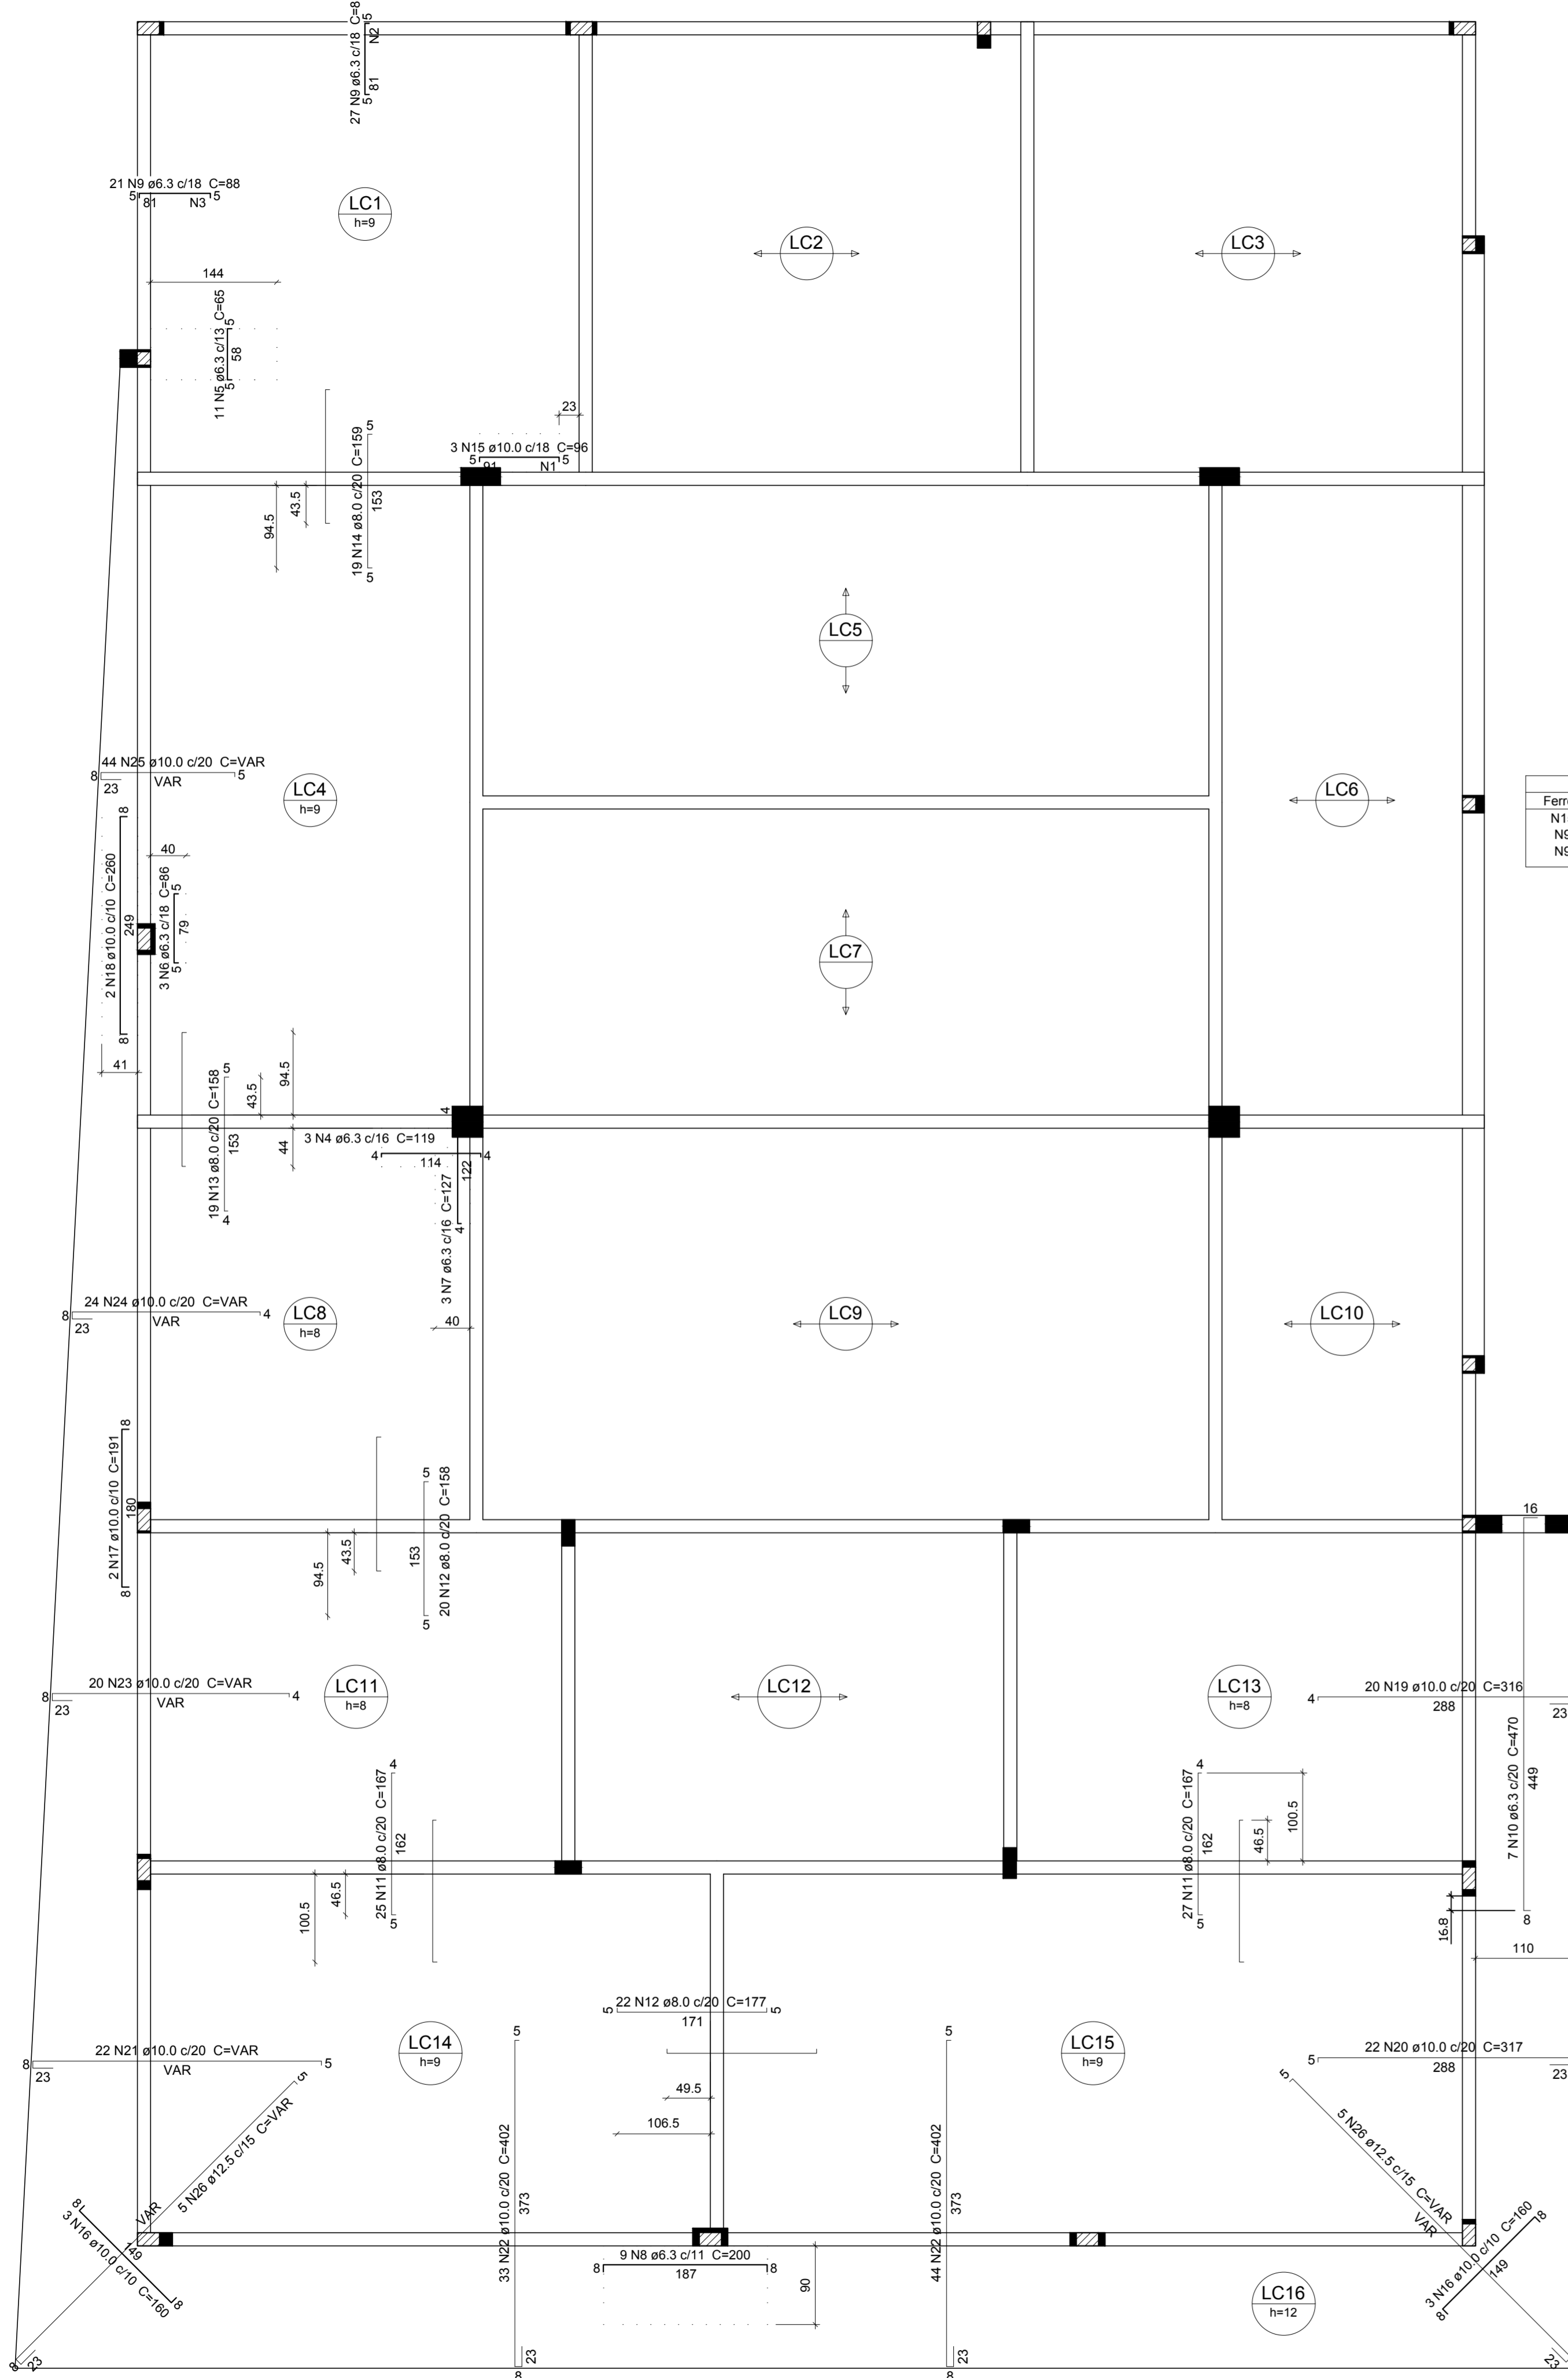 27 N9 ø6.3 c/18 C=8
5
N2
81
5
21 N9 ø6.3 c/18 C=88
5
81
N3
5
LC1
h=9
LC2
LC3
144
11 N5 ø6.3 c/13 C=65
5
58
5
23
3 N15 ø10.0 c/18 C=96
5
91
N1
5
19 N14 ø8.0 c/20 C=159
5
153
5
43.5
94.5
LC5
44 N25 ø10.0 c/20 C=VAR
8
VAR
5
23
LC4
h=9
LC6
Ferr
N1
N9
N9
2 N18 ø10.0 c/10 C=260
8
249
8
40
3 N6 ø6.3 c/18 C=86
5
79
5
LC7
41
19 N13 ø8.0 c/20 C=158
5
153
4
43.5
94.5
44
3 N4 ø6.3 c/16 C=119
4
114
4
3 N7 ø6.3 c/16 C=127
4
122
4
40
24 N24 ø10.0 c/20 C=VAR
8
VAR
4
23
LC8
h=8
LC9
LC10
2 N17 ø10.0 c/10 C=191
8
180
8
20 N12 ø8.0 c/20 C=158
5
153
5
43.5
94.5
16
20 N23 ø10.0 c/20 C=VAR
8
VAR
4
23
LC11
h=8
LC12
LC13
h=8
20 N19 ø10.0 c/20 C=316
4
288
23
7 N10 ø6.3 c/20 C=470
449
8
25 N11 ø8.0 c/20 C=167
4
162
5
46.5
100.5
27 N11 ø8.0 c/20 C=167
4
162
5
46.5
100.5
16.8
110
22 N12 ø8.0 c/20 C=177
5
171
5
22 N21 ø10.0 c/20 C=VAR
8
VAR
5
23
LC14
h=9
LC15
h=9
22 N20 ø10.0 c/20 C=317
5
288
23
49.5
106.5
5 N26 ø12.5 c/15 C=VAR
5
VAR
5 N26 ø12.5 c/15 C=VAR
5
VAR
33 N22 ø10.0 c/20 C=402
5
373
44 N22 ø10.0 c/20 C=402
5
373
3 N16 ø10.0 c/10 C=160
8
149
8
9 N8 ø6.3 c/11 C=200
8
187
8
90
LC16
h=12
3 N16 ø10.0 c/10 C=160
8
149
8
8
23
23
8
23
8
23